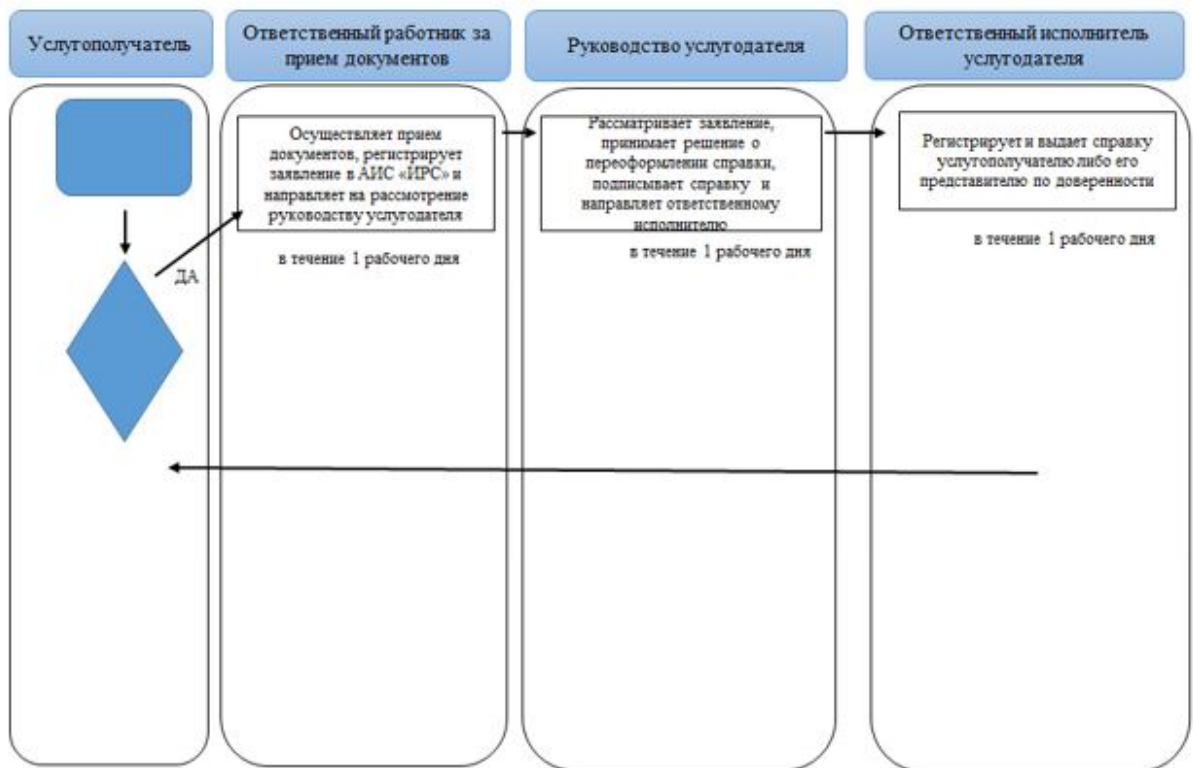 Услугополучатель
Ответственный работник за
прием документов
Руководство услугодателя
Ответственный исполнитель
услугодателя
Осуществляет прием
документов, регистрирует
заявление в АИС «ИРС» и
направляет на рассмотрение
руководству услугодателя
в течение 1 рабочего дня
Рассматривает заявление,
принимает решение о
переоформлении справки,
подписывает справку и
направляет ответственному
исполнителю
в течение 1 рабочего дня
Регистрирует и выдает справку
услугополучателю либо его
представителю по доверенности
в течение 1 рабочего дня
ДА